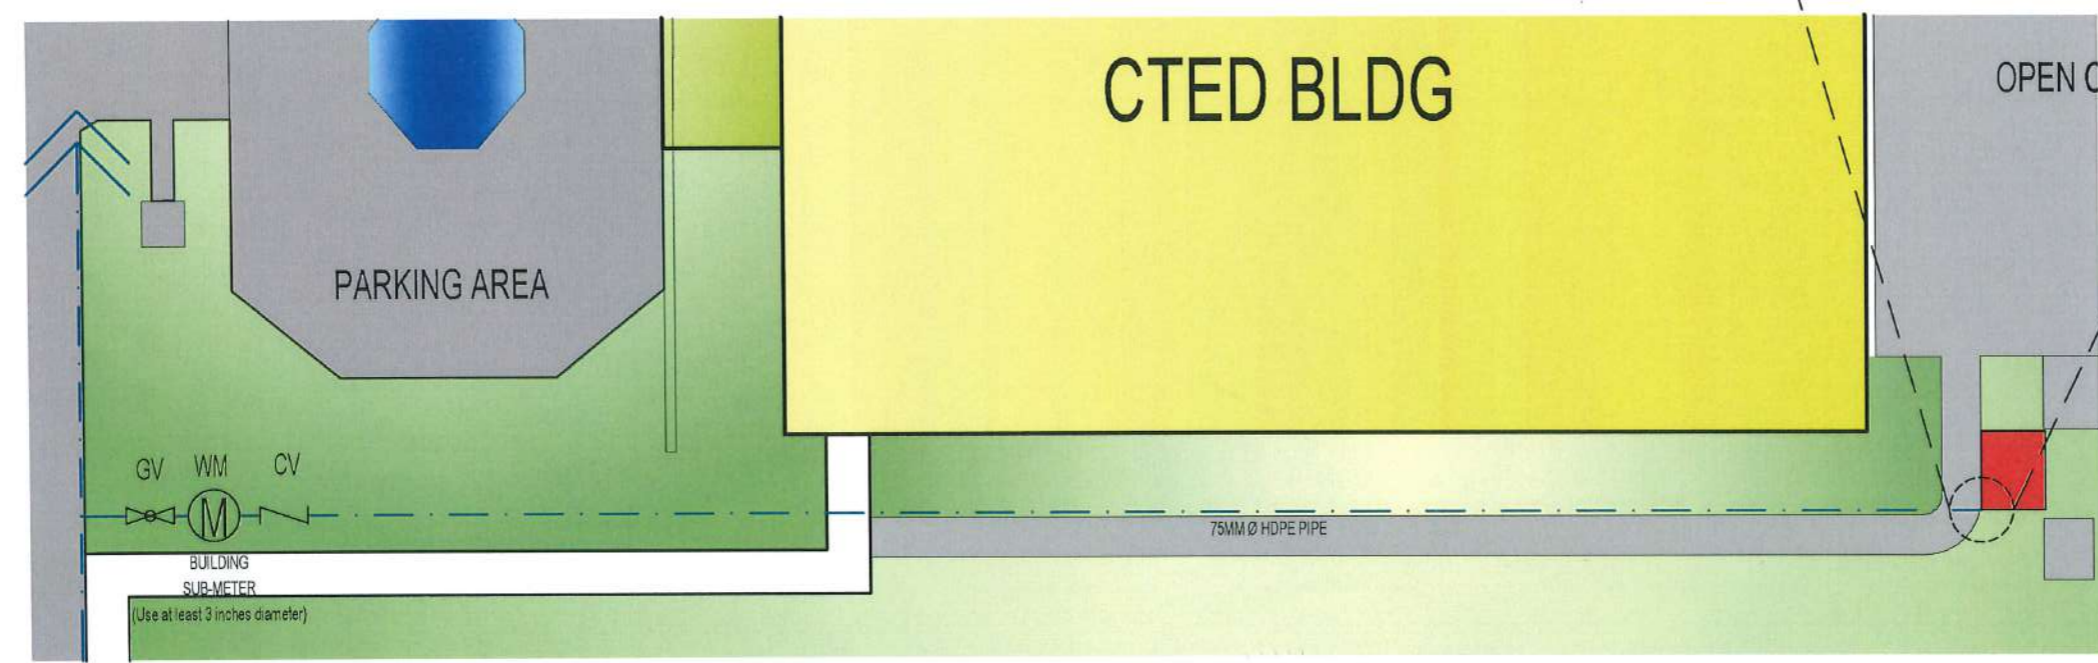 CTED BLDG
OPEN
PARKING AREA
GV WM CV
M
75MM Ø HDPE PIPE
BUILDING
SUB-METER
(Use at least 3 inches diameter)